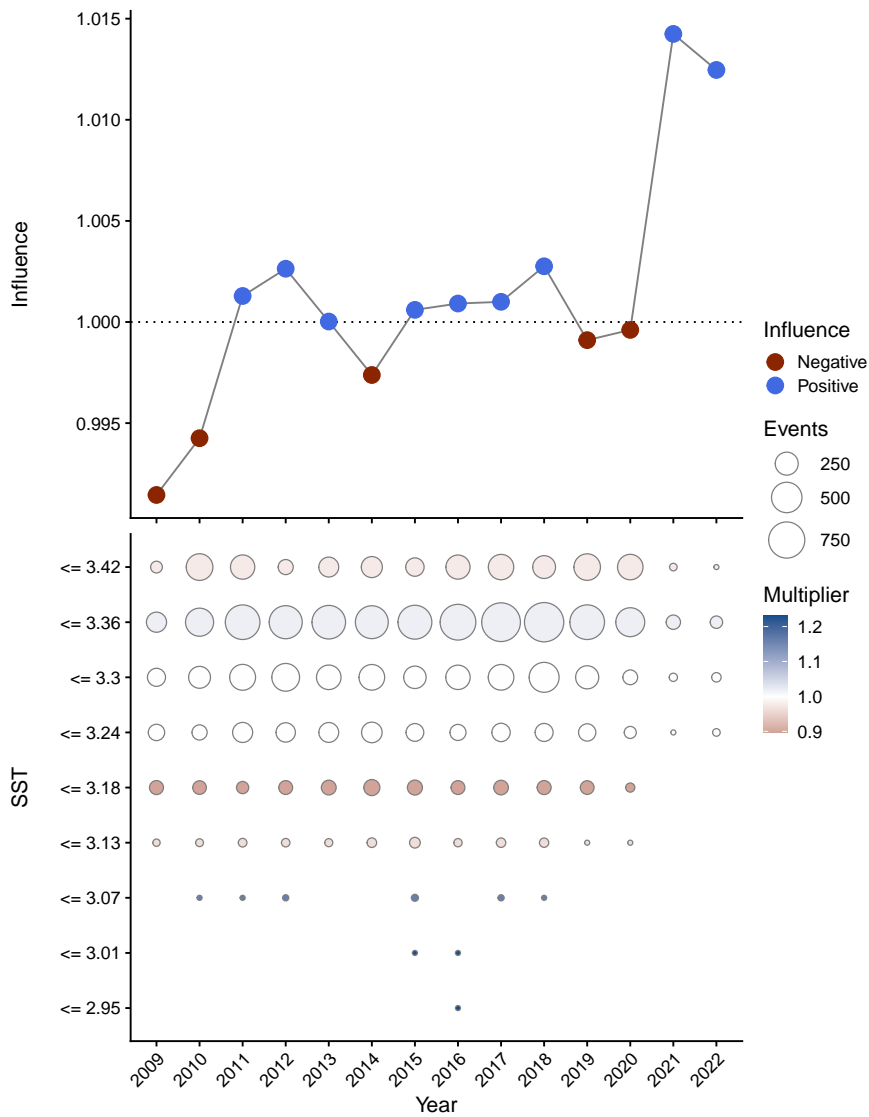 1.015
1.010
1.005
1.000
0.995
Influence
Influence
Negative
Positive
Events
250
500
750
Multiplier
1.2
1.1
1.0
0.9
<= 3.42
<= 3.36
<= 3.3
<= 3.24
<= 3.18
<= 3.13
<= 3.07
<= 3.01
<= 2.95
SST
2009 2010 2011 2012 2013 2014 2015 2016 2017 2018 2019 2020 2021 2022
Year